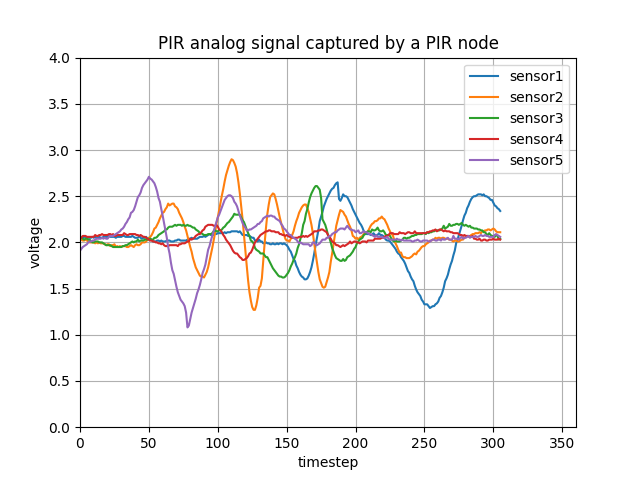 PIR analog signal captured by a PIR node
sensor1
sensor2
sensor3
sensor4
sensor5
voltage
4.0
3.5
3.0
2.5
2.0
1.5
1.0
0.5
0.0
0 50 100 150 200 250 300 350
timestep